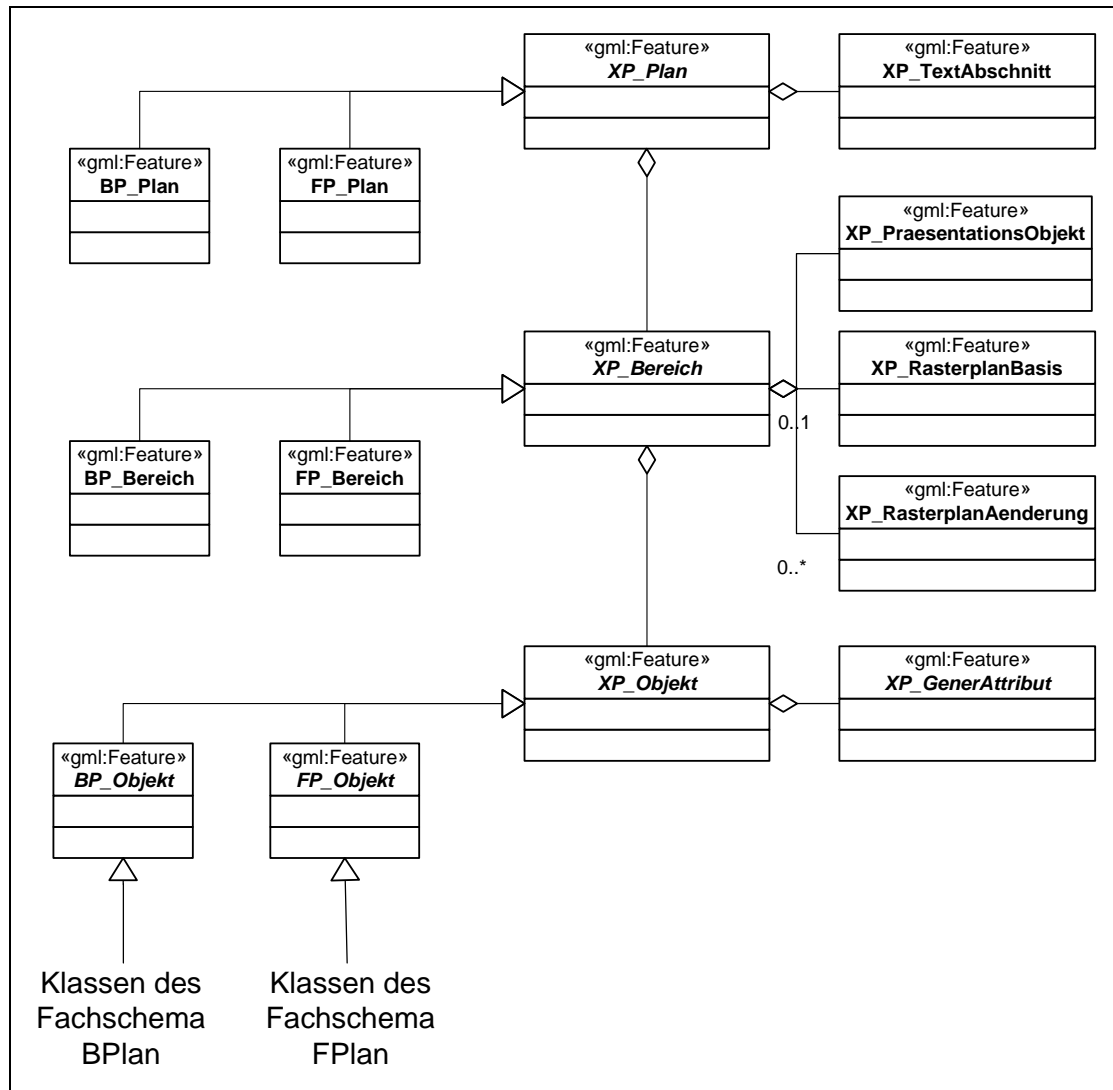 «gml:Feature»
XP_Plan
«gml:Feature»
XP_TextAbschnitt
«gml:Feature»
BP_Plan
«gml:Feature»
FP_Plan
«gml:Feature»
XP_PraesentationsObjekt
«gml:Feature»
XP_Bereich
«gml:Feature»
XP_RasterplanBasis
0..1
«gml:Feature»
BP_Bereich
«gml:Feature»
FP_Bereich
«gml:Feature»
XP_RasterplanAenderung
0..*
«gml:Feature»
XP_Objekt
«gml:Feature»
XP_GenerAttribut
«gml:Feature»
BP_Objekt
«gml:Feature»
FP_Objekt
Klassen des
Fachschema
BPlan
Klassen des
Fachschema
FPlan